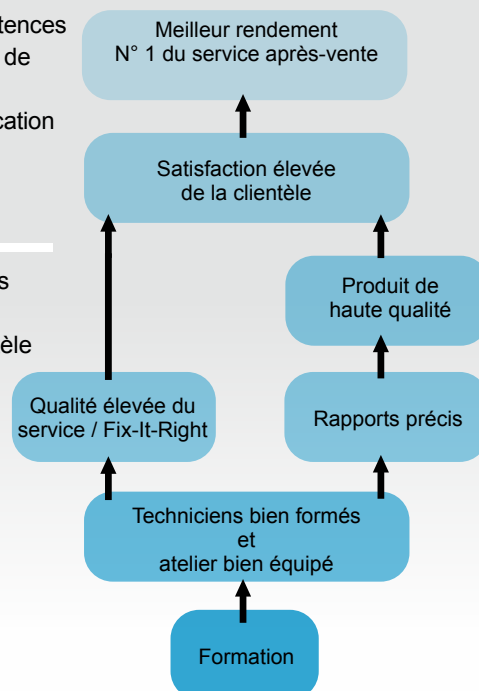 de
Meilleur rendement
N° 1 du service après-vente
Satisfaction élevée
de la clientèle
Produit de
haute qualité
Qualité élevée du
service / Fix-It-Right
Rapports précis
Techniciens bien formés
et
atelier bien équipé
Formation